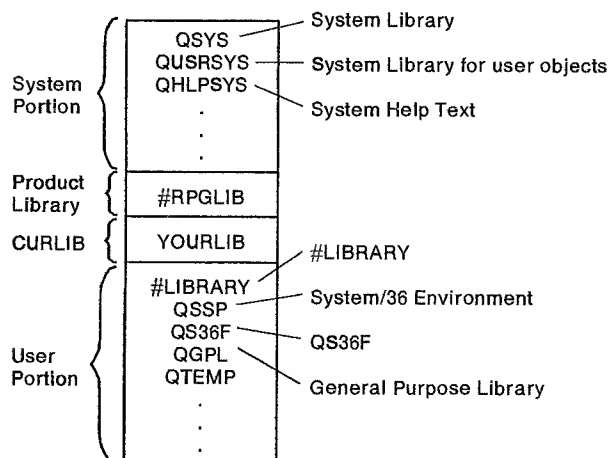 System Library
QSYS
QUSRSYS
System Library for user objects
System
Portion
QHLPSYS
System Help Text
.
.
.
Product
Library
#RPGLIB
CURLIB
YOURLIB
#LIBRARY
#LIBRARY
QSSP
System/36 Environment
QS36F
QS36F
User
Portion
QGPL
QTEMP
General Purpose Library
.
.
.